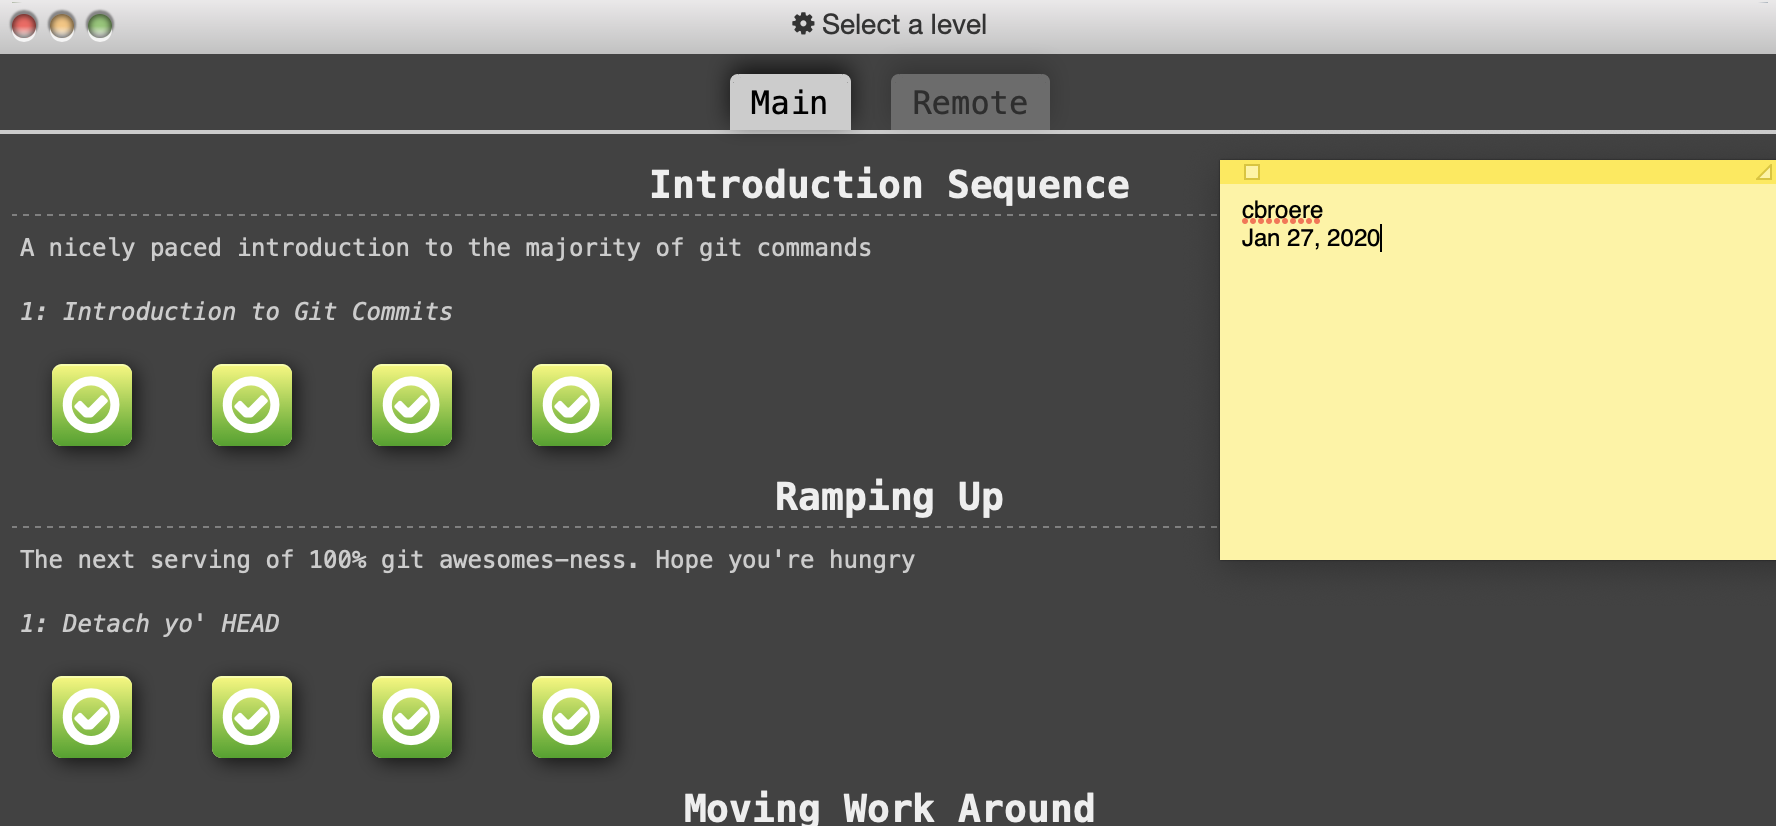 Select a level
Main
Remote
Introduction Sequence
A nicely paced introduction to the majority of git commands
1: Introduction to Git Commits
cbroere
Jan 27, 2020
Ramping Up
The next serving of 100% git awesomes-ness. Hope you're hungry
1: Detach yo' HEAD
Moving Work Around